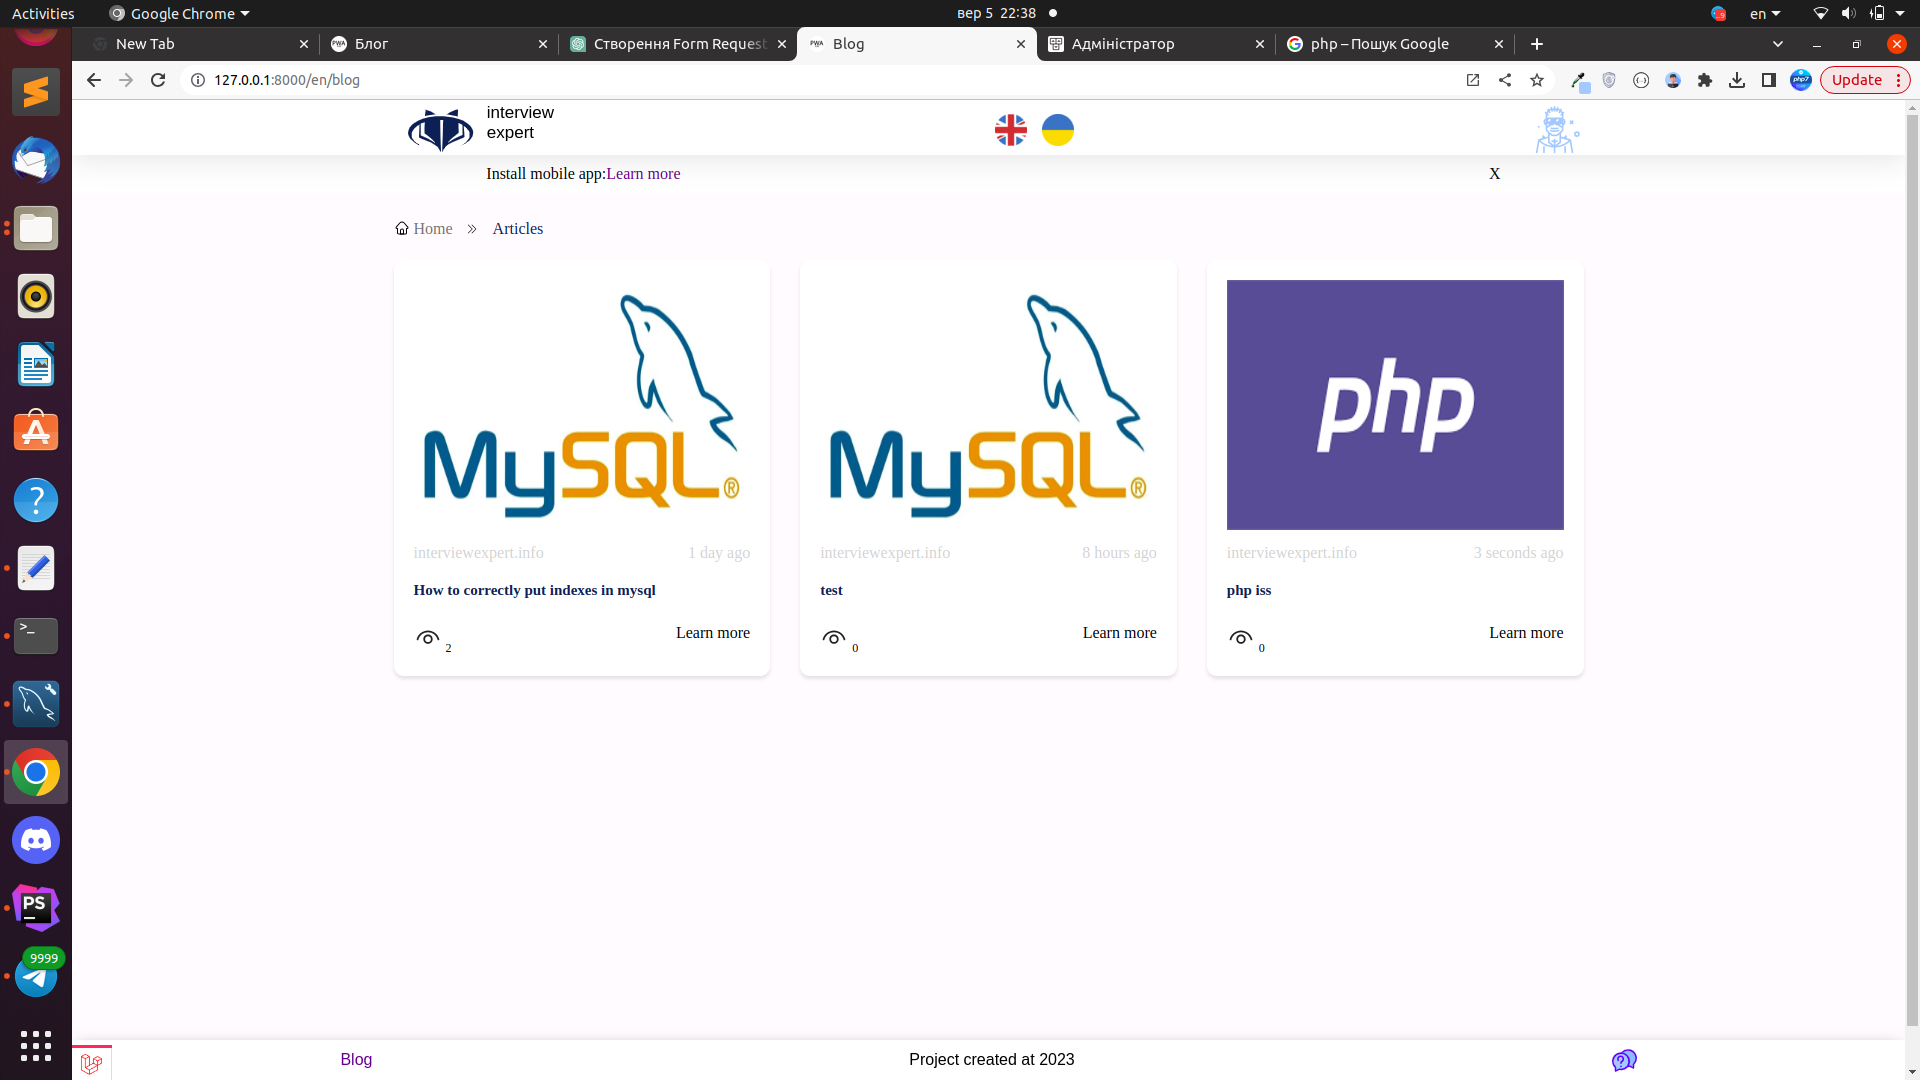 Activities
Google Chrome
вер 5 22:38
en
New Tab
Блог
Створення Form Request
Blog
Адміністратор
php – Пошук Google
127.0.0.1:8000/en/blog
Update
interview
expert
Install mobile app:Learn more
X
Home
Articles
MySQL®
MySQL®
php
interviewexpert.info
1 day ago
interviewexpert.info
8 hours ago
interviewexpert.info
3 seconds ago
How to correctly put indexes in mysql
test
php iss
2
Learn more
0
Learn more
0
Learn more
PS
9999
Blog
Project created at 2023